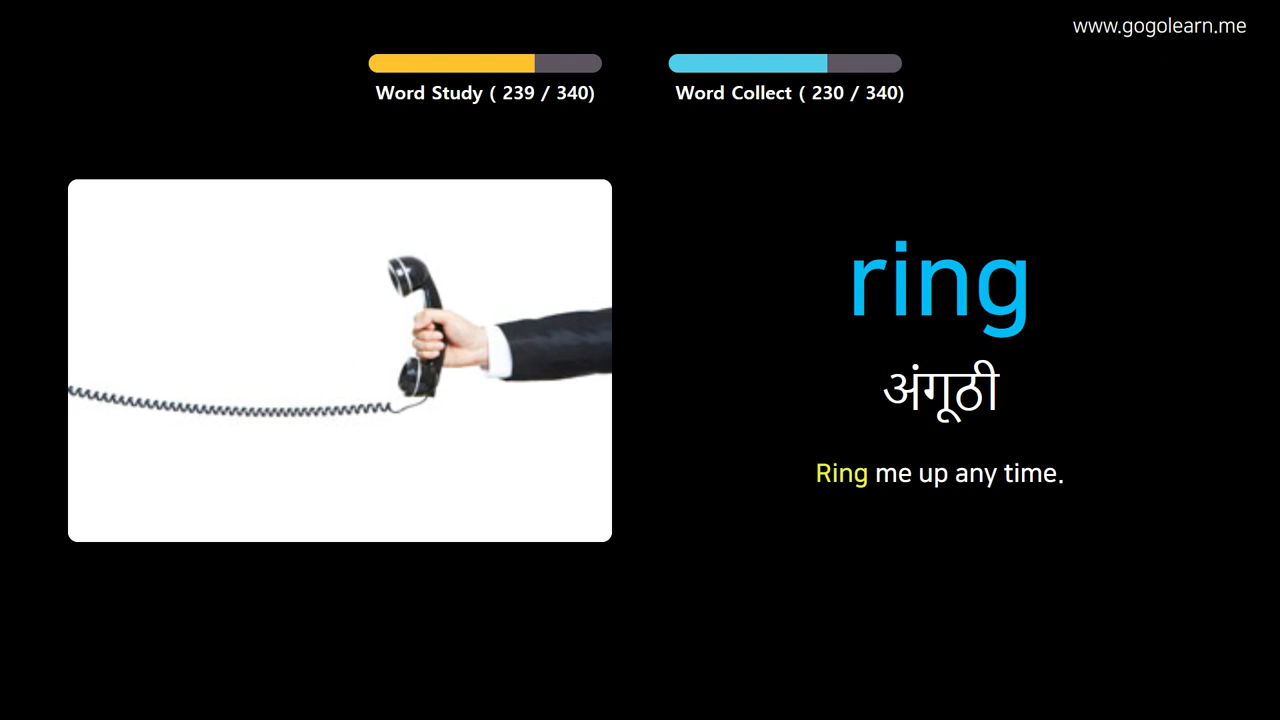 www.gogolearn.me
Word Study ( 239 / 340)
Word Collect ( 230 / 340)
ring
अंगूठी
Ring me up any time.